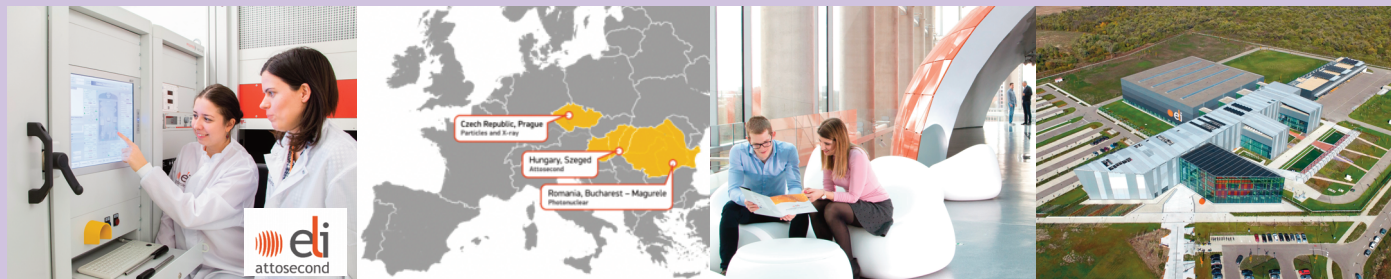 eli
attosecond
Czech Republic, Prague
Particles and X-ray
Hungary, Szeged
Attosecond
Romania, Bucharest – Magurele
Photonuclear
eli